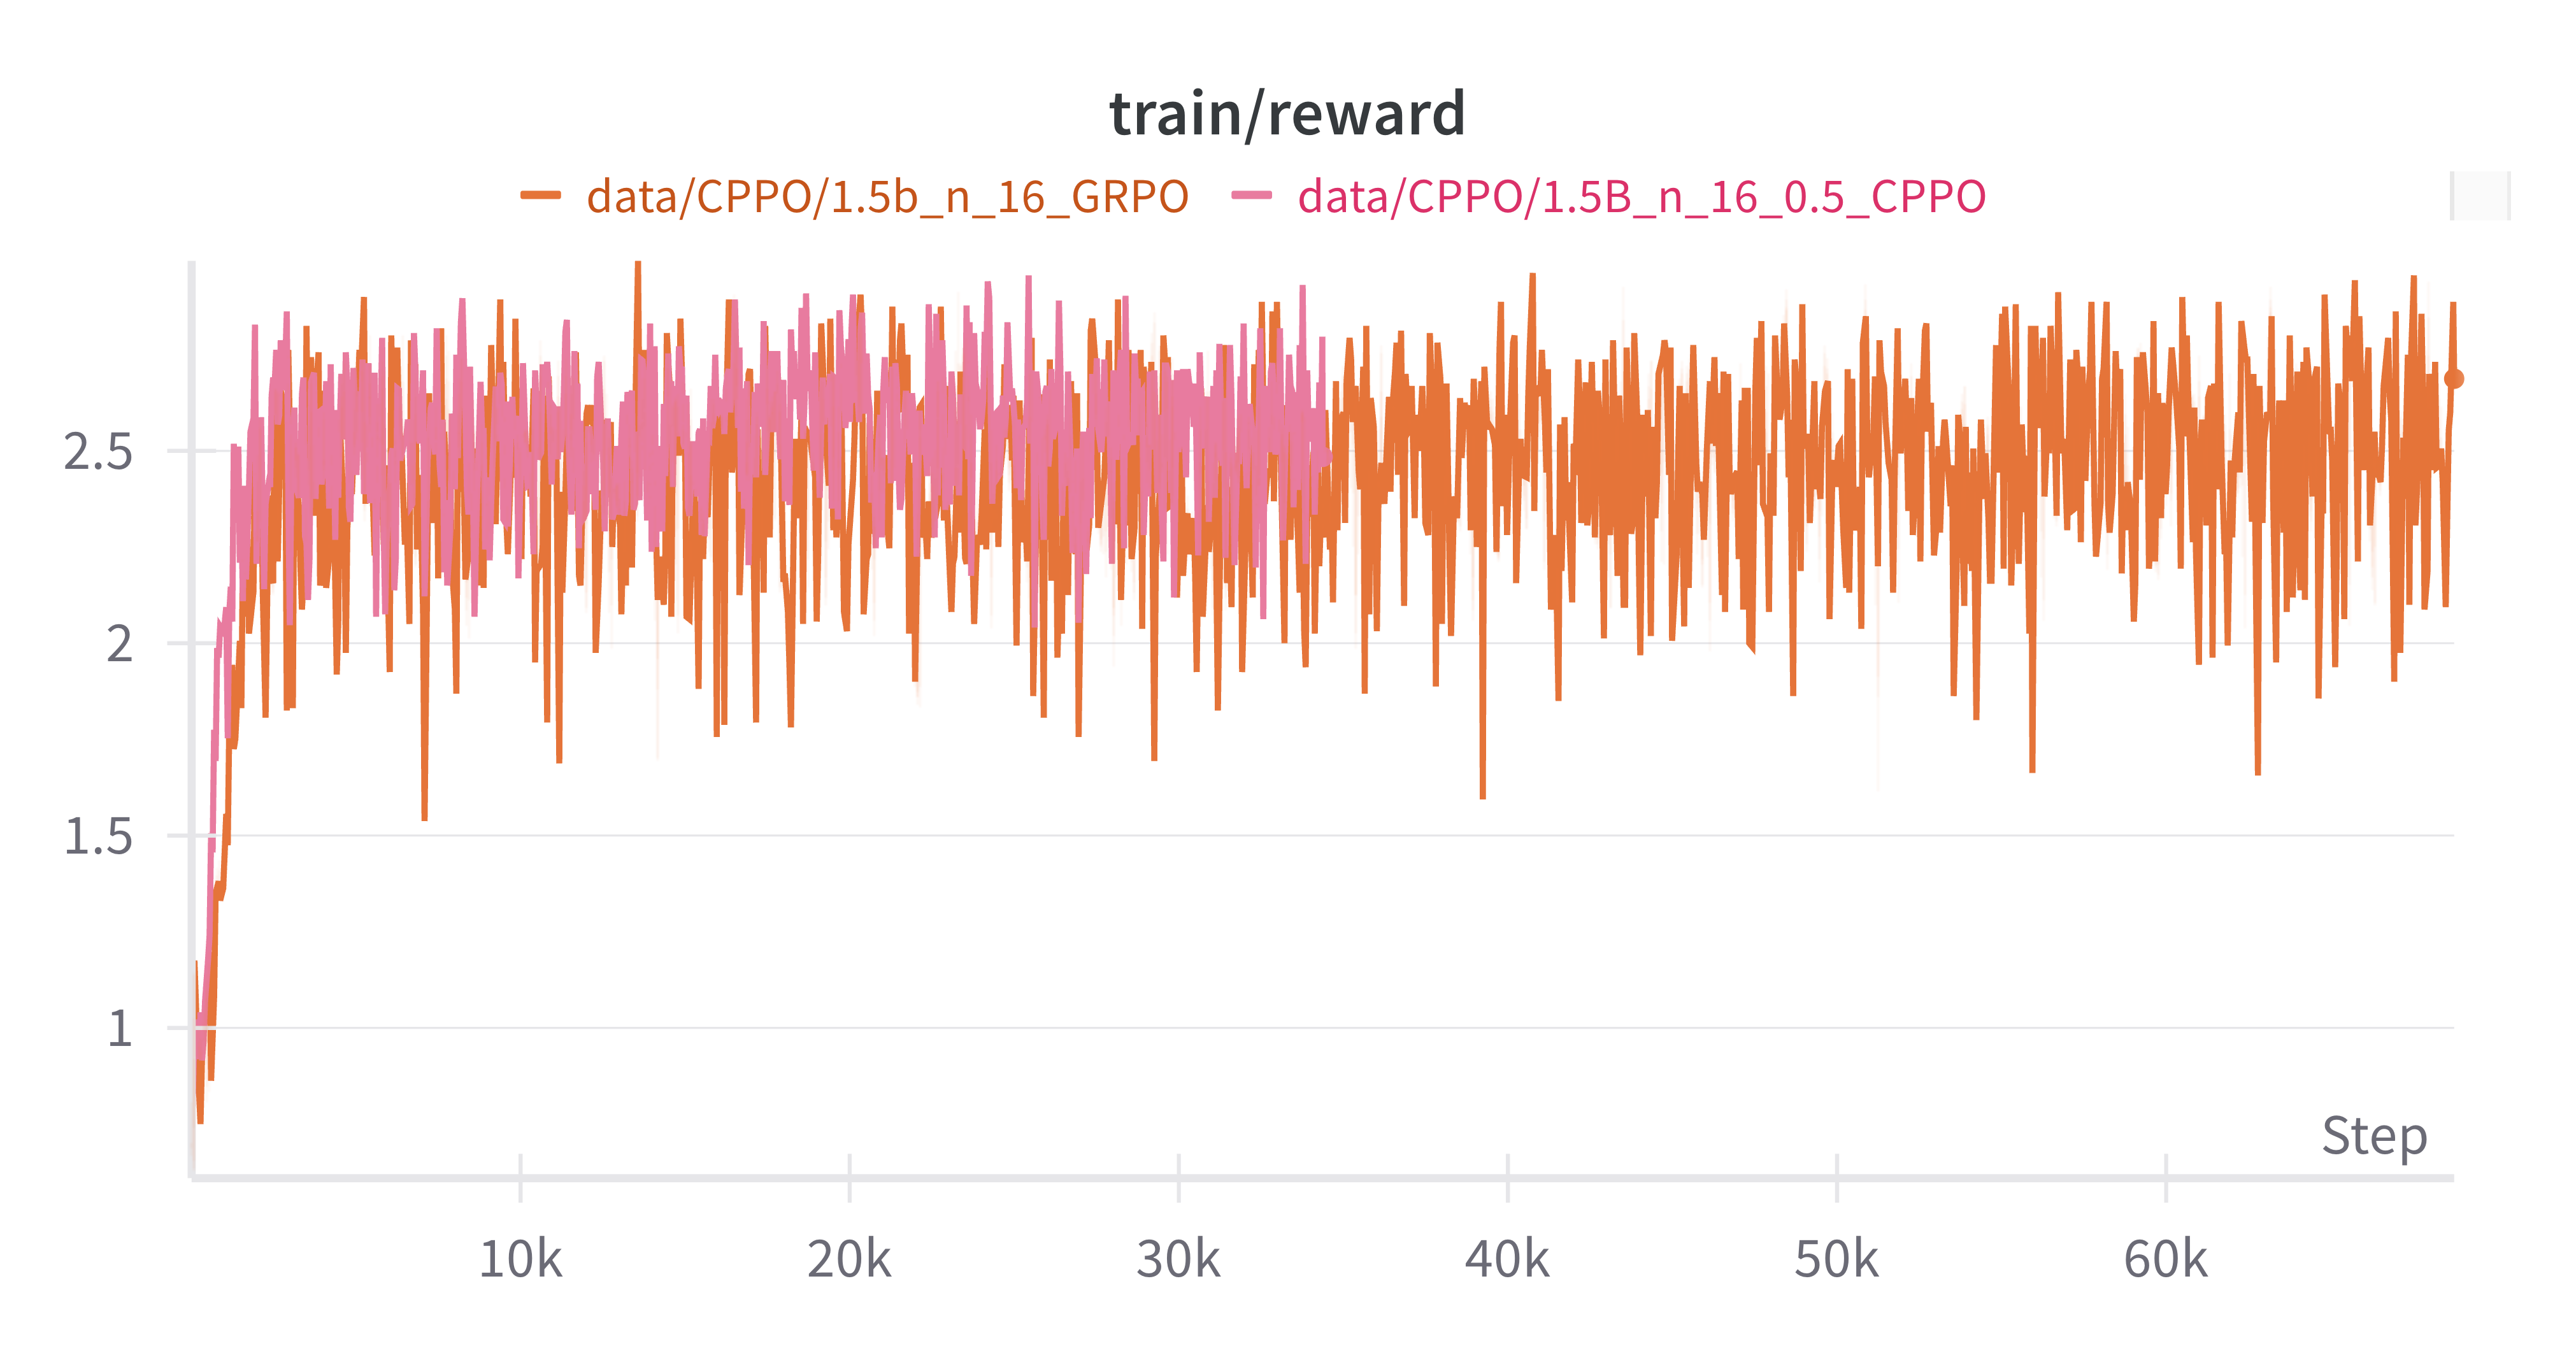 train/reward
data/CPPO/1.5b_n_16_GRPO data/CPPO/1.5B_n_16_0.5_CPPO
2.5
2
1.5
1
Step
10k 20k 30k 40k 50k 60k